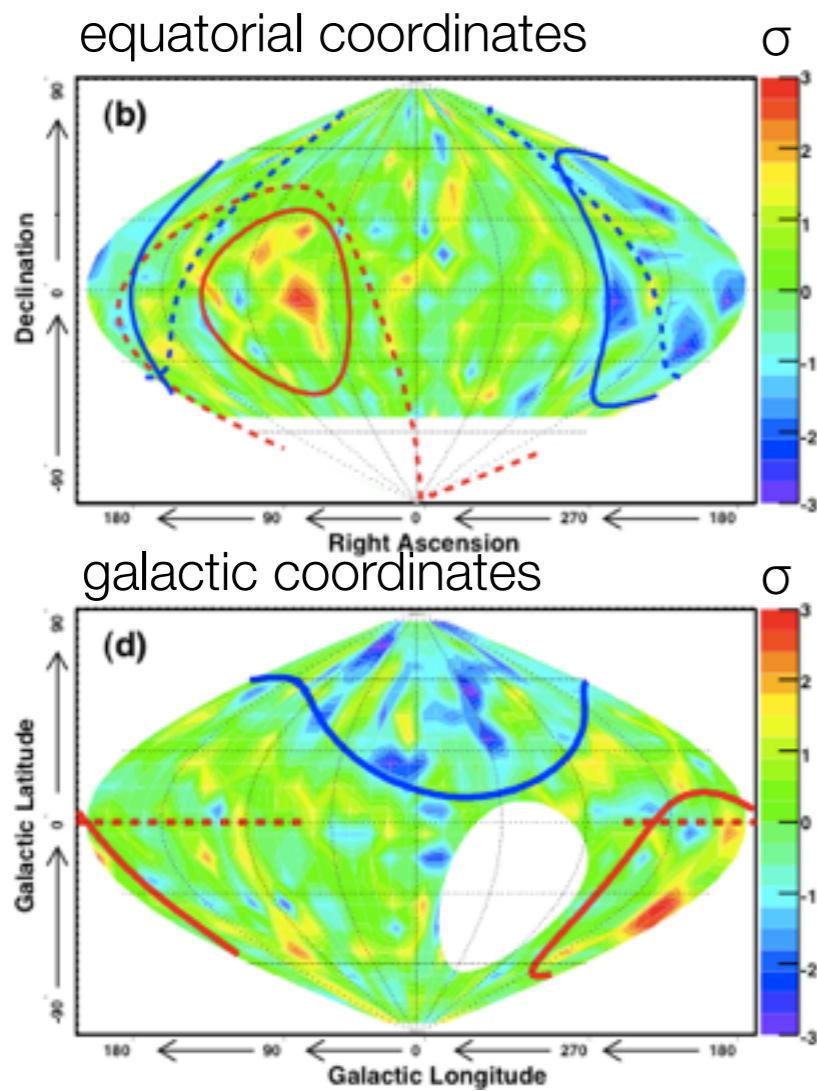 equatorial coordinates σ
(b)
90
0
-90
Declination
3
2
1
0
-1
-2
-3
180 90 0 270 180
Right Ascension
galactic coordinates σ
(d)
90
0
-90
Galactic Latitude
3
2
1
0
-1
-2
-3
180 90 0 270 180
Galactic Longitude